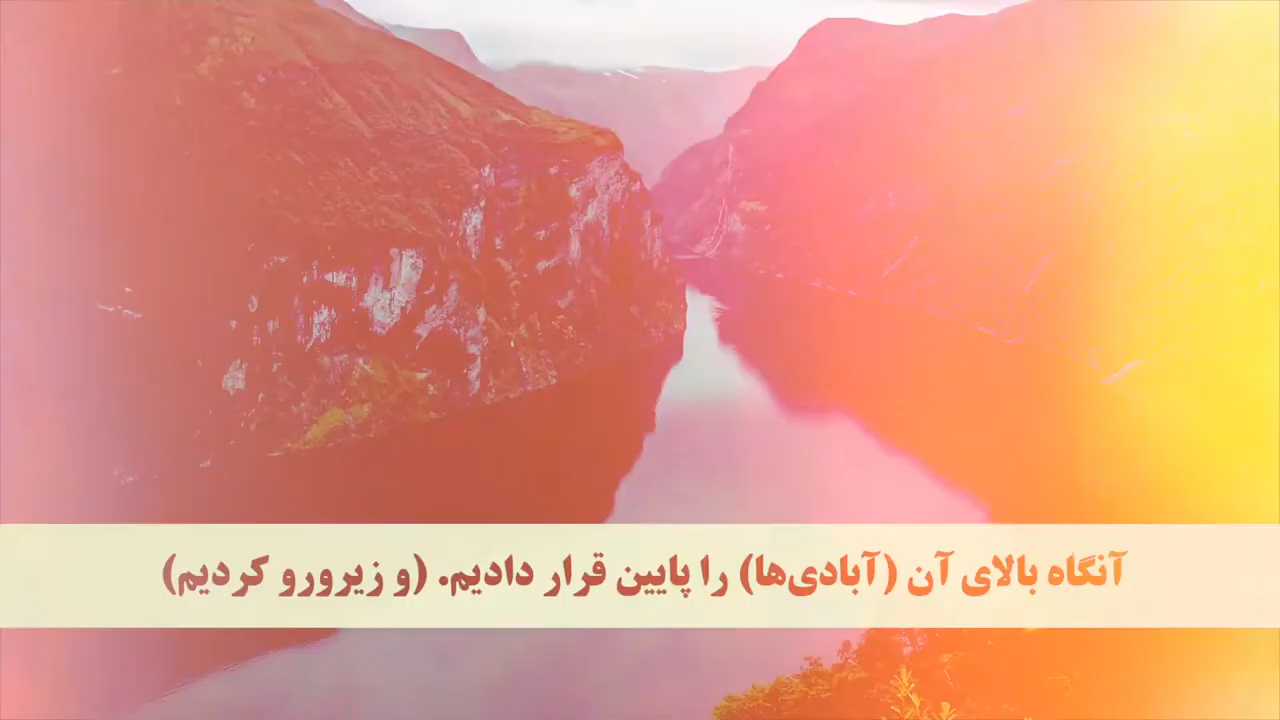 آنگاه بالای آن (آبادی‌ها) را پایین قرار دادیم. (و زیرورو کردیم)